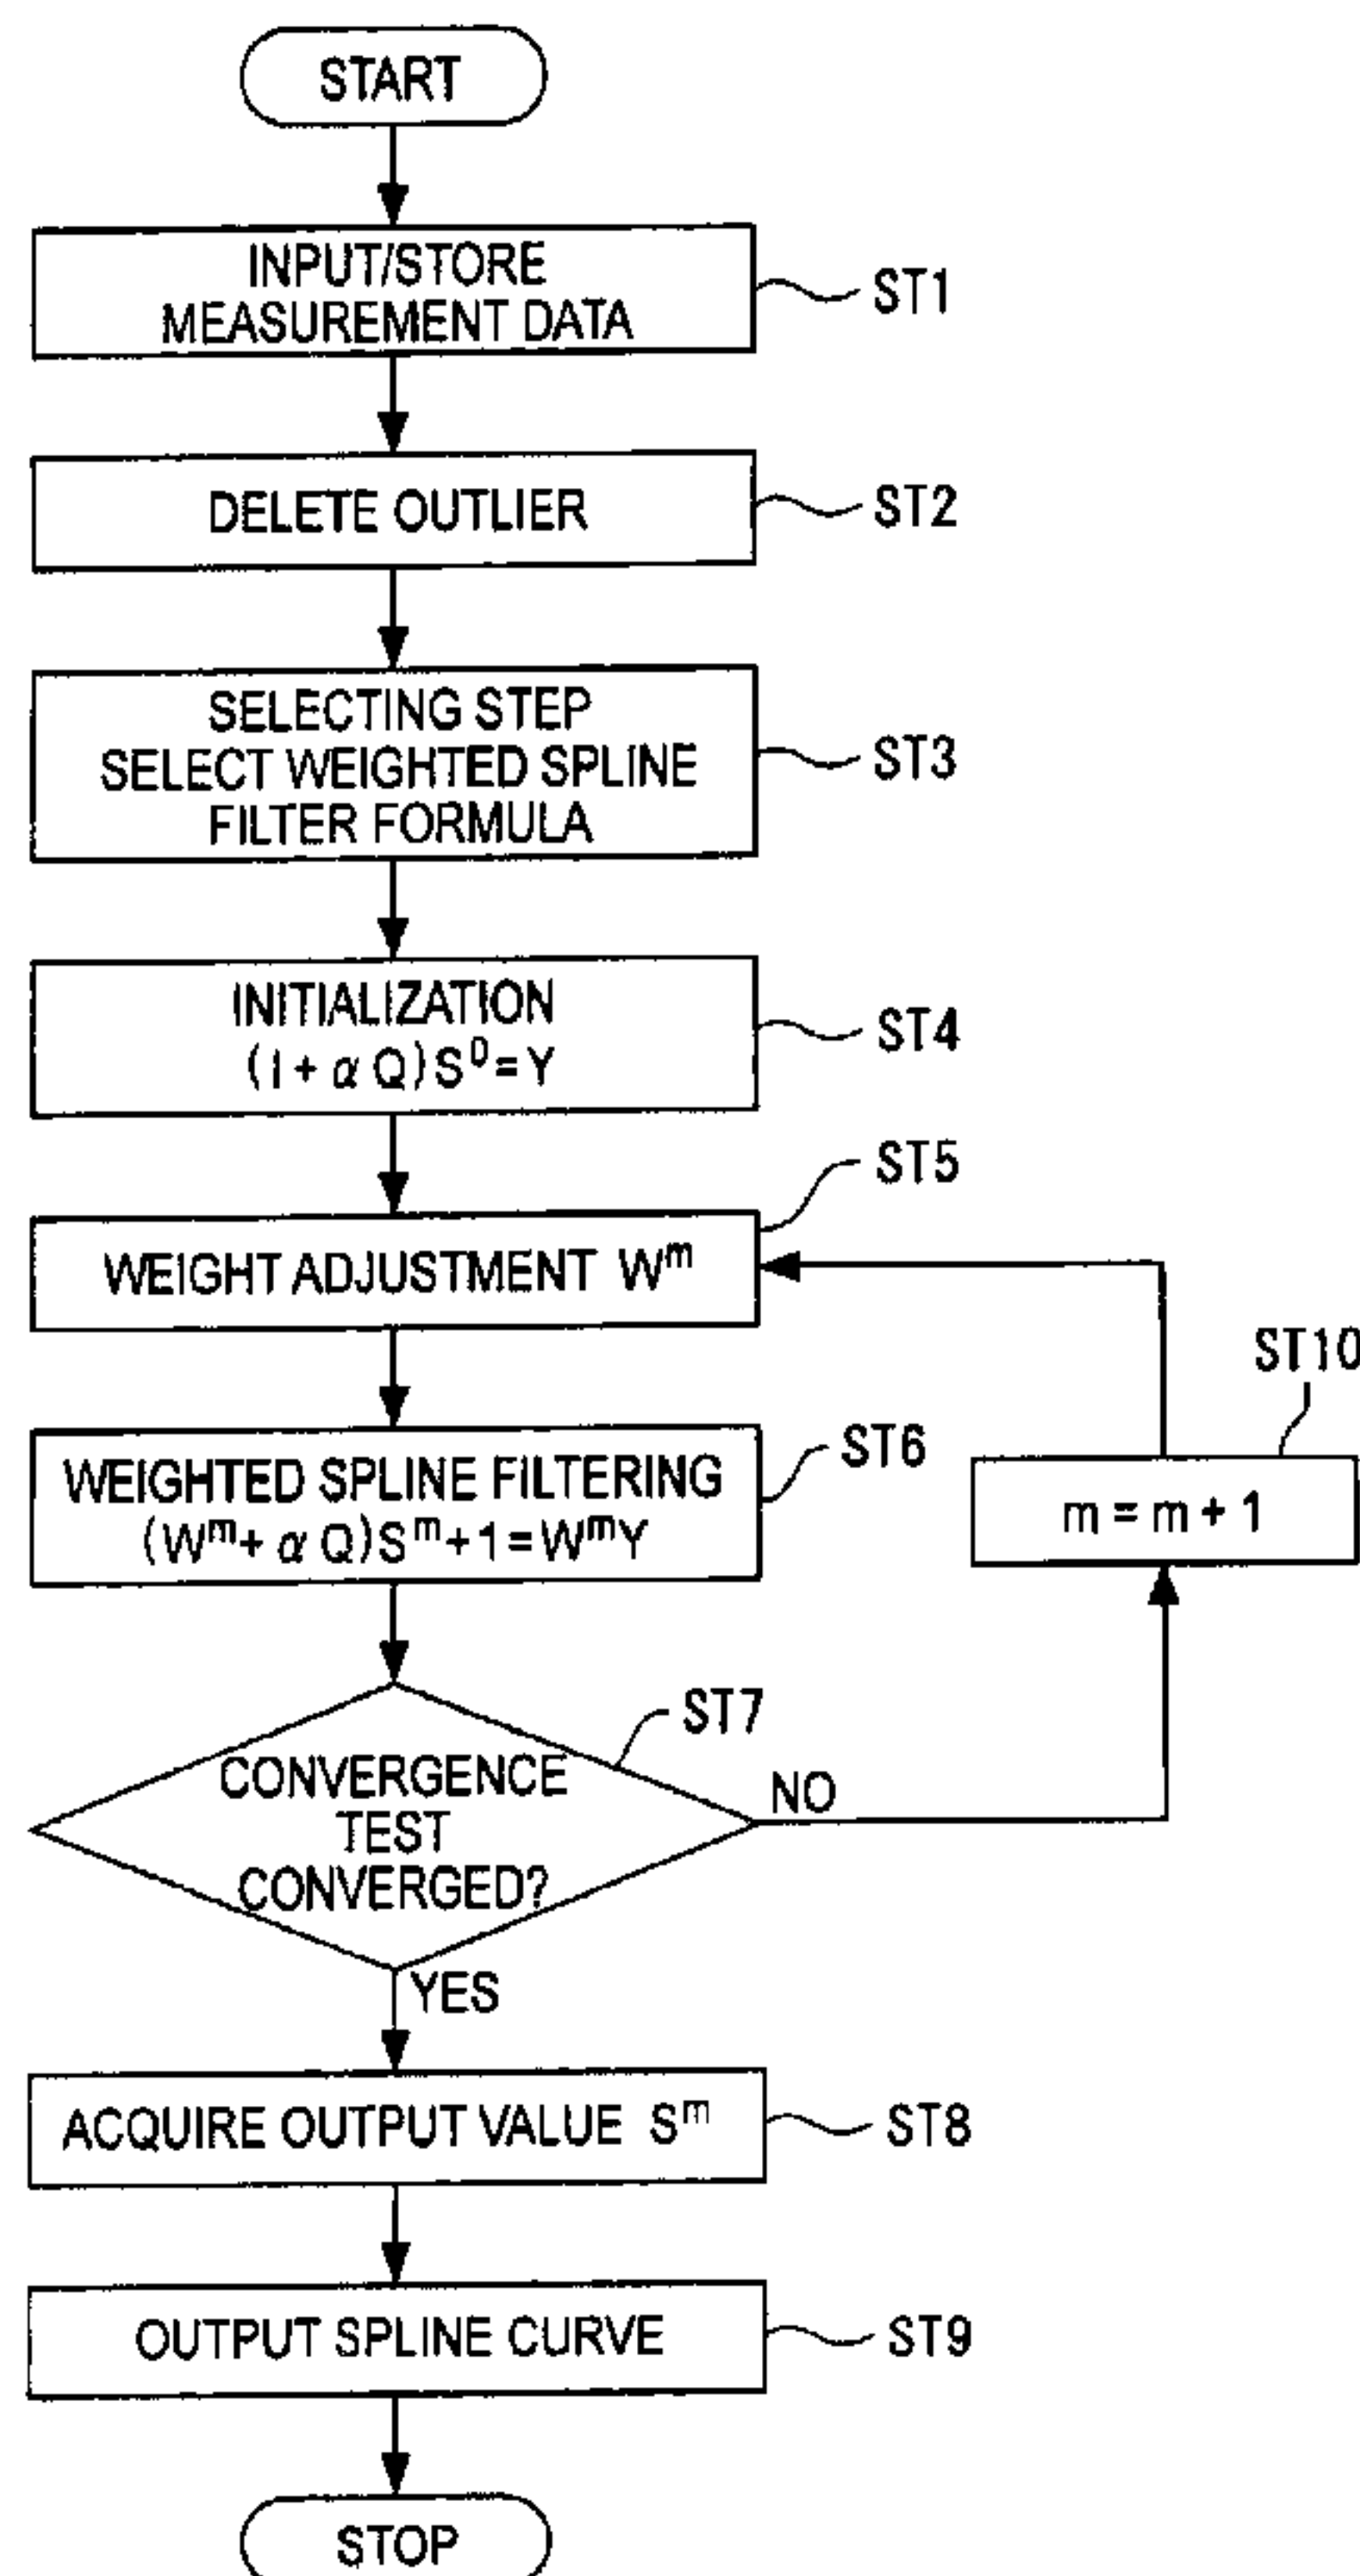 START
INPUT/STORE
MEASUREMENT DATA
ST1
DELETE OUTLIER
ST2
SELECTING STEP
SELECT WEIGHTED SPLINE
FILTER FORMULA
ST3
INITIALIZATION
(I + α Q) S⁰ = Y
ST4
ST5
WEIGHT ADJUSTMENT Wᵐ
ST10
m = m + 1
WEIGHTED SPLINE FILTERING
(Wᵐ + α Q) Sᵐ + 1 = WᵐY
ST6
ST7
CONVERGENCE
TEST
CONVERGED?
NO
YES
ACQUIRE OUTPUT VALUE Sᵐ
ST8
OUTPUT SPLINE CURVE
ST9
STOP